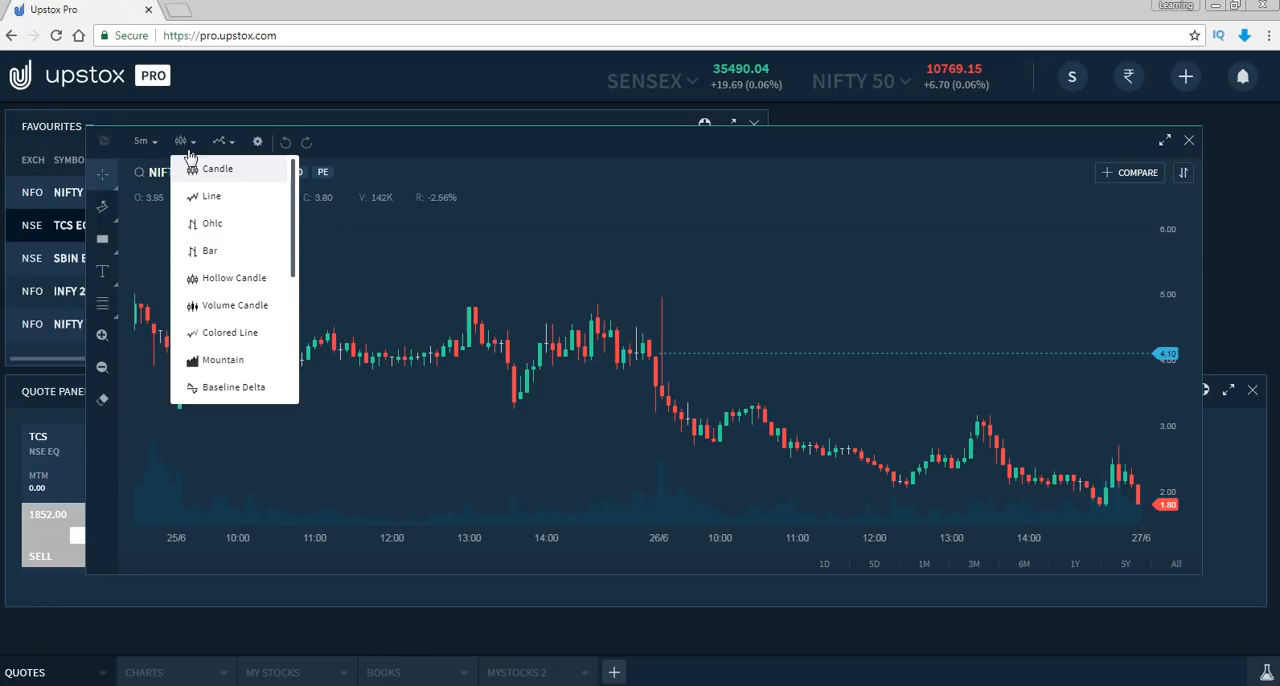 Upstox Pro
Learning
Secure
https://pro.upstox.com
IQ
upstox PRO
SENSEX
35490.04
+19.69 (0.06%)
NIFTY 50
10769.15
+6.70 (0.06%)
S
₹
FAVOURITES
EXCH SYMBO
NFO NIFTY
NSE TCS EQ
NSE SBIN E
NFO INFY 2
NFO NIFTY
5m
NIF
PE
COMPARE
O: 3.95
C: 3.80
V: 142K
R: -2.56%
Candle
Line
Ohlc
Bar
Hollow Candle
Volume Candle
Colored Line
Mountain
Baseline Delta
T
6.00
5.00
4.10
3.00
2.00
1.80
25/6 10:00 11:00 12:00 13:00 14:00 26/6 10:00 11:00 12:00 13:00 14:00 27/6
1D 5D 1M 3M 6M 1Y 5Y All
QUOTE PANE
TCS
NSE EQ
MTM
0.00
1852.00
SELL
QUOTES
CHARTS
MY STOCKS
BOOKS
MYSTOCKS 2